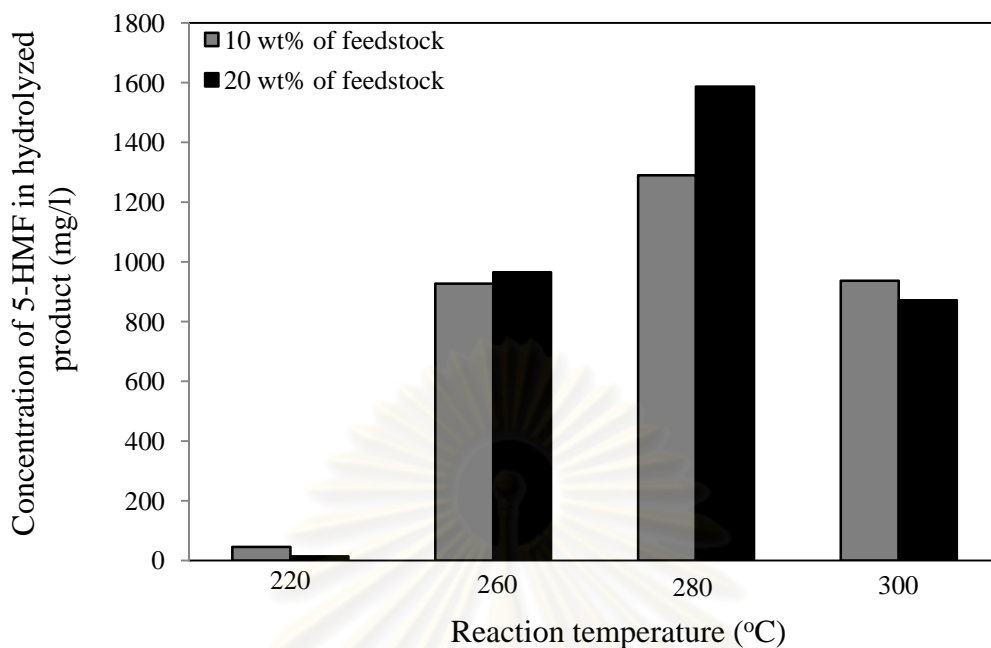 Concentration of 5-HMF in hydrolyzed
product (mg/l)
1800
1600
1400
1200
1000
800
600
400
200
0
10 wt% of feedstock
20 wt% of feedstock
220
260
280
300
Reaction temperature (ºC)